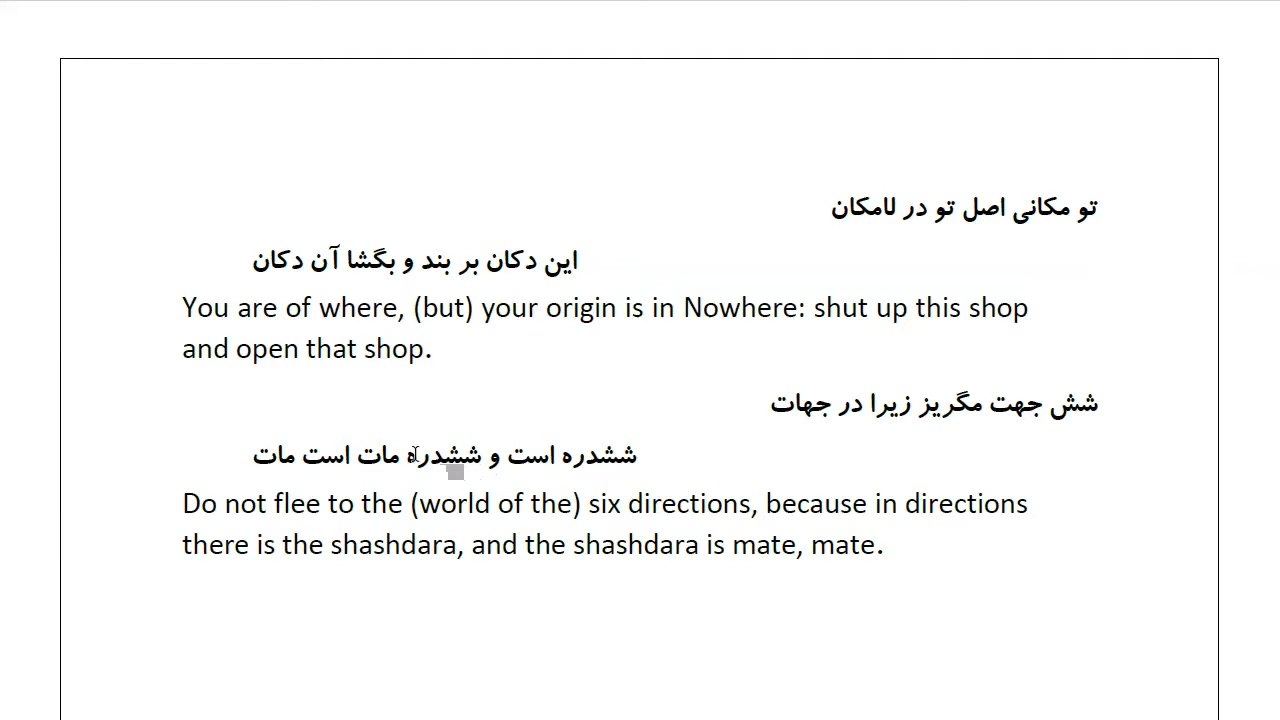 تو مکانی اصل تو در لامکان
این دکان بر بند و بگشا آن دکان
You are of where, (but) your origin is in Nowhere: shut up this shop
and open that shop.
شش جهت مگریز زیرا در جهات
ششدره است و ششدره مات است مات
Do not flee to the (world of the) six directions, because in directions
there is the shashdara, and the shashdara is mate, mate.